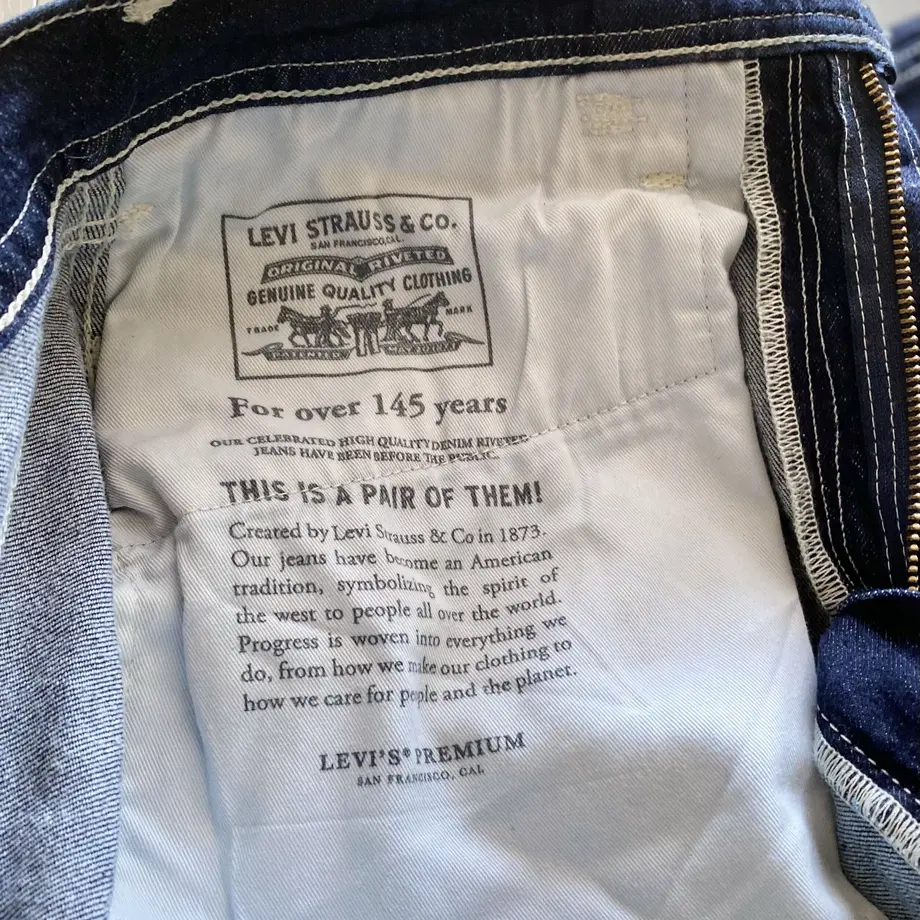 LEVI STRAUSS & CO.
SAN FRANCISCO, CAL.
ORIGINAL RIVETED
GENUINE QUALITY CLOTHING
TRADE MARK
PATENTED
For over 145 years
OUR CELEBRATED HIGH QUALITY DENIM RIVETED
JEANS HAVE BEEN BEFORE THE PUBLIC.
THIS IS A PAIR OF THEM!
Created by Levi Strauss & Co in 1873.
Our jeans have become an American
tradition, symbolizing the spirit of
the west to people all over the world.
Progress is woven into everything we
do, from how we make our clothing to
how we care for people and the planet.
LEVI'S® PREMIUM
SAN FRANCISCO, CAL